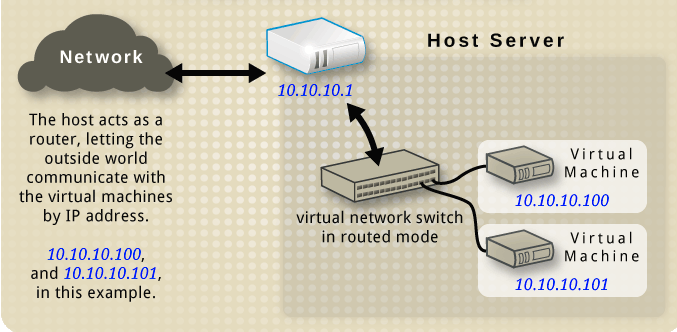 Network
Host Server
10.10.10.1
The host acts as a
router, letting the
outside world
communicate with
the virtual machines
by IP address.
10.10.10.100,
and 10.10.10.101,
in this example.
virtual network switch
in routed mode
Virtual
Machine
10.10.10.100
Virtual
Machine
10.10.10.101